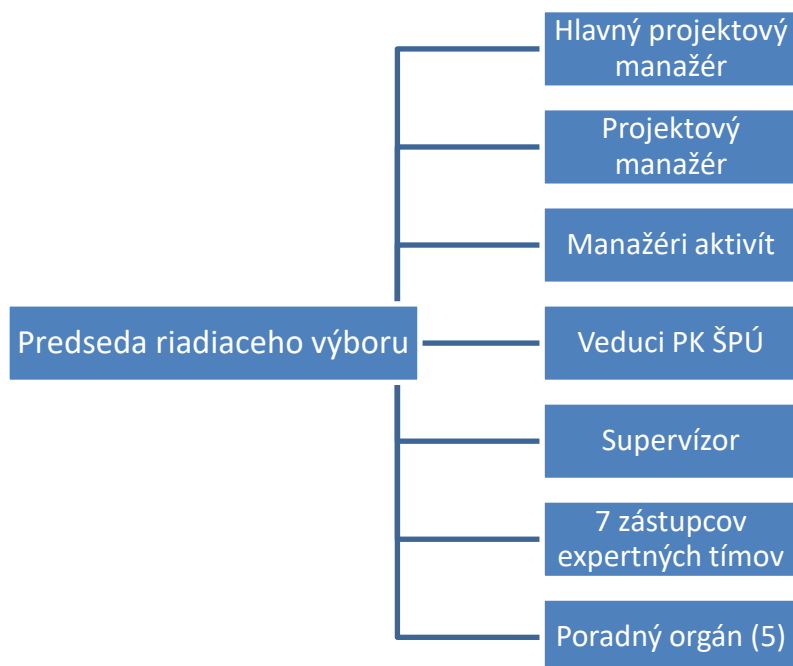 Hlavný projektový
manažér
Projektový
manažér
Manažéri aktivít
Predseda riadiaceho výboru
Veduci PK ŠPÚ
Supervízor
7 zástupcov
expertných tímov
Poradný orgán (5)